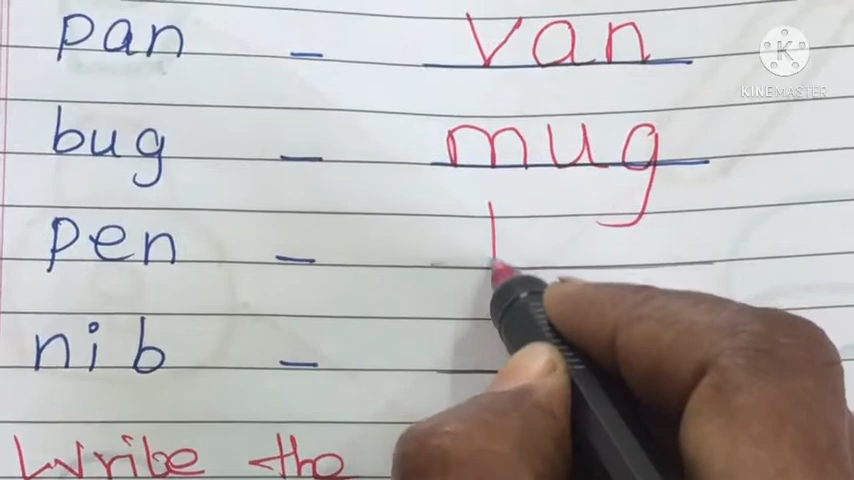 pan - van
bug - mug
pen -
nib -
Write the
KINEMASTER